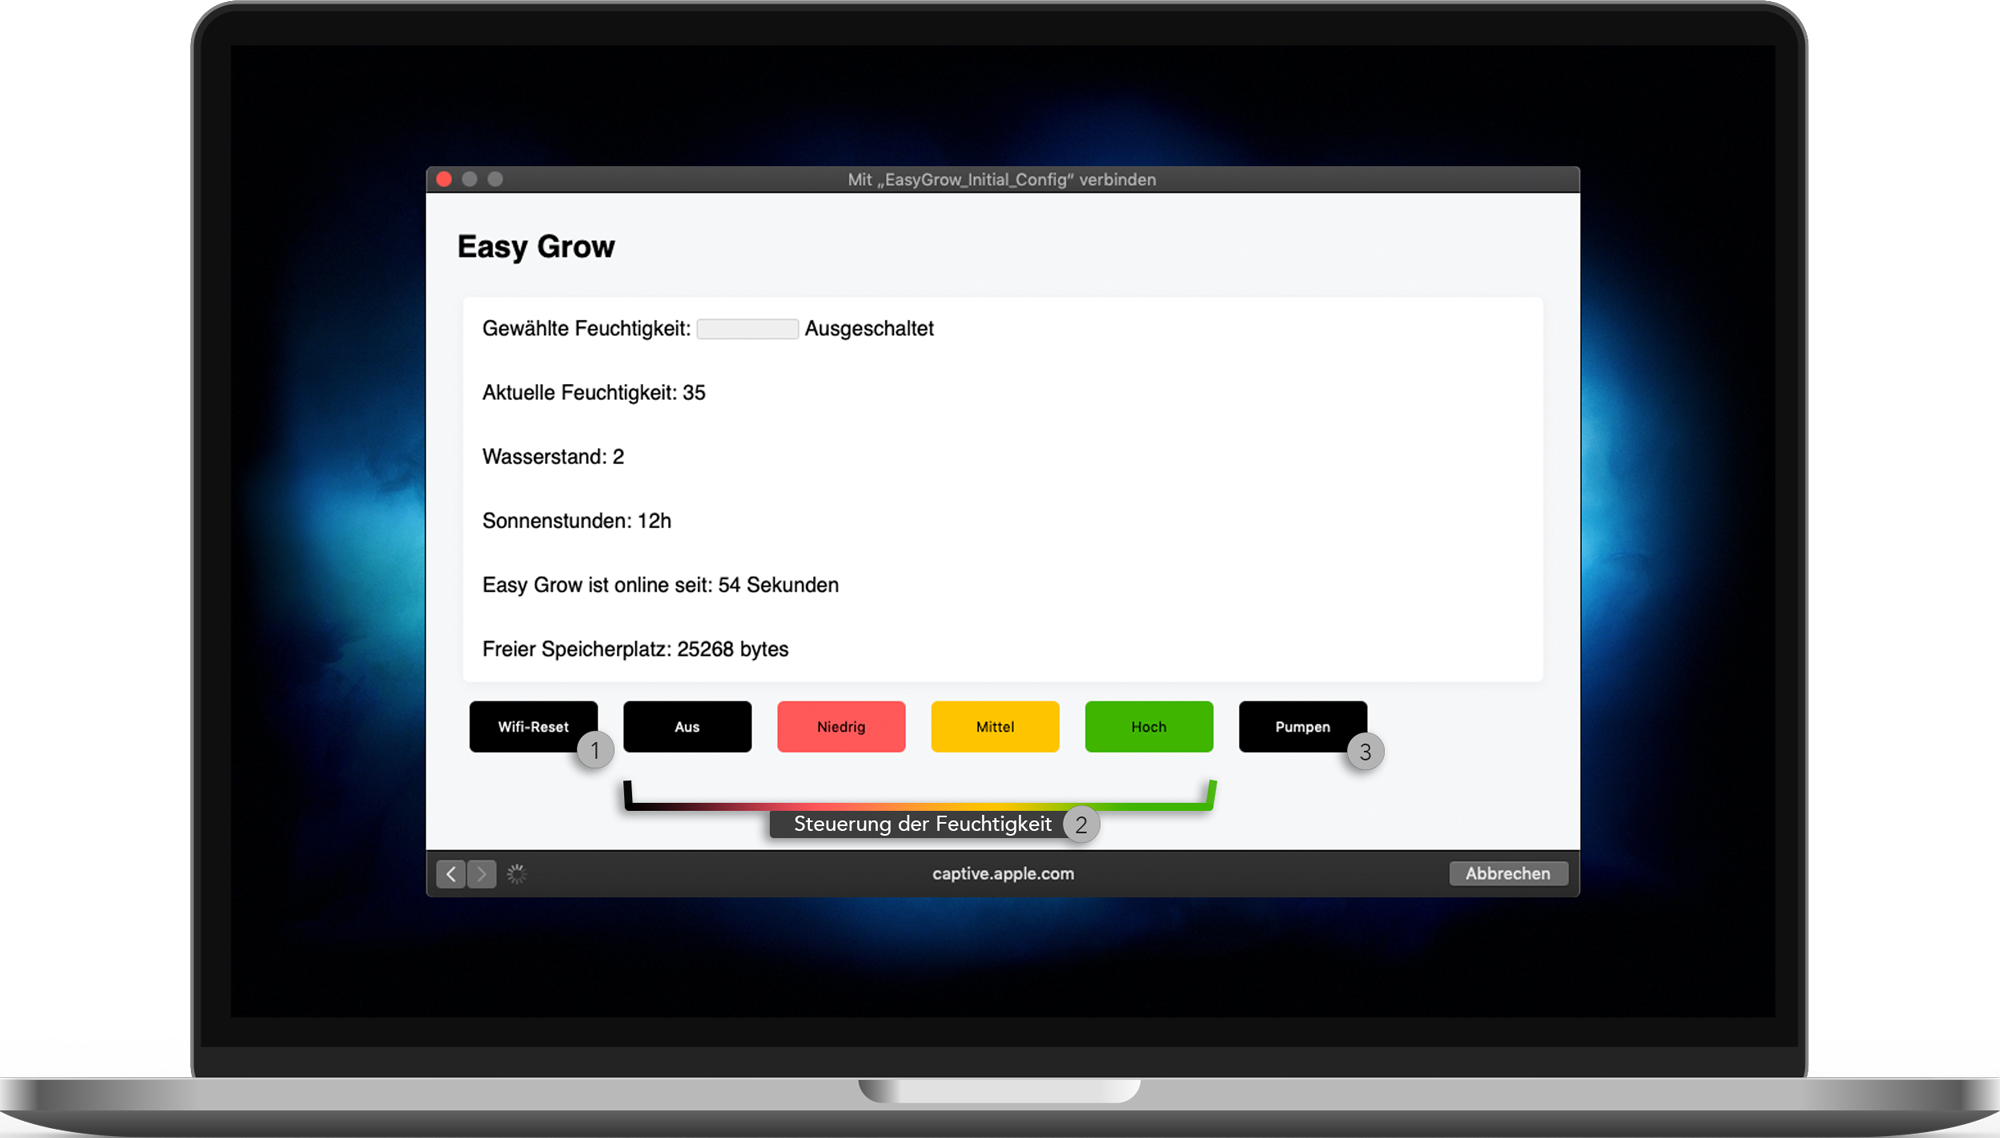 Mit „EasyGrow_Initial_Config“ verbinden
Easy Grow
Gewählte Feuchtigkeit: Ausgeschaltet
Aktuelle Feuchtigkeit: 35
Wasserstand: 2
Sonnenstunden: 12h
Easy Grow ist online seit: 54 Sekunden
Freier Speicherplatz: 25268 bytes
Wifi-Reset Aus Niedrig Mittel Hoch Pumpen
1 3
Steuerung der Feuchtigkeit 2
captive.apple.com Abbrechen